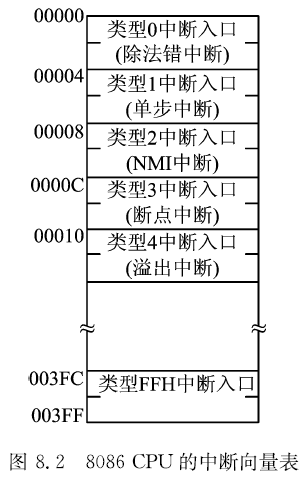 00000
类型0中断入口
(除法错中断)
00004
类型1中断入口
(单步中断)
00008
类型2中断入口
(NMI中断)
0000C
类型3中断入口
(断点中断)
00010
类型4中断入口
(溢出中断)
003FC
类型FFH中断入口
003FF
图 8.2 8086 CPU 的中断向量表